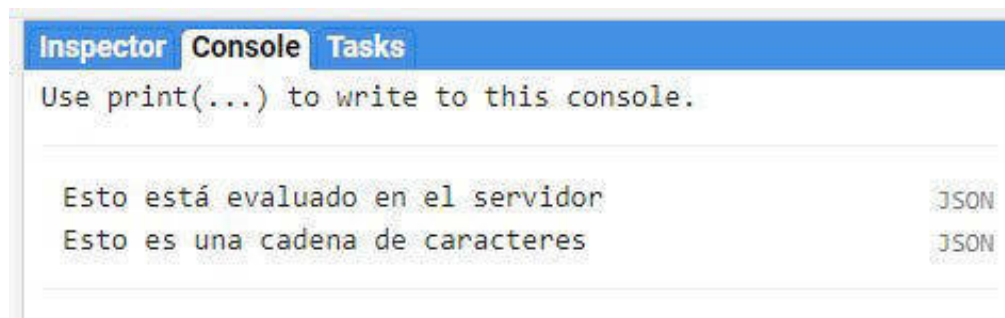 Inspector Console Tasks
Use print(...) to write to this console.
Esto está evaluado en el servidor JSON
Esto es una cadena de caracteres JSON